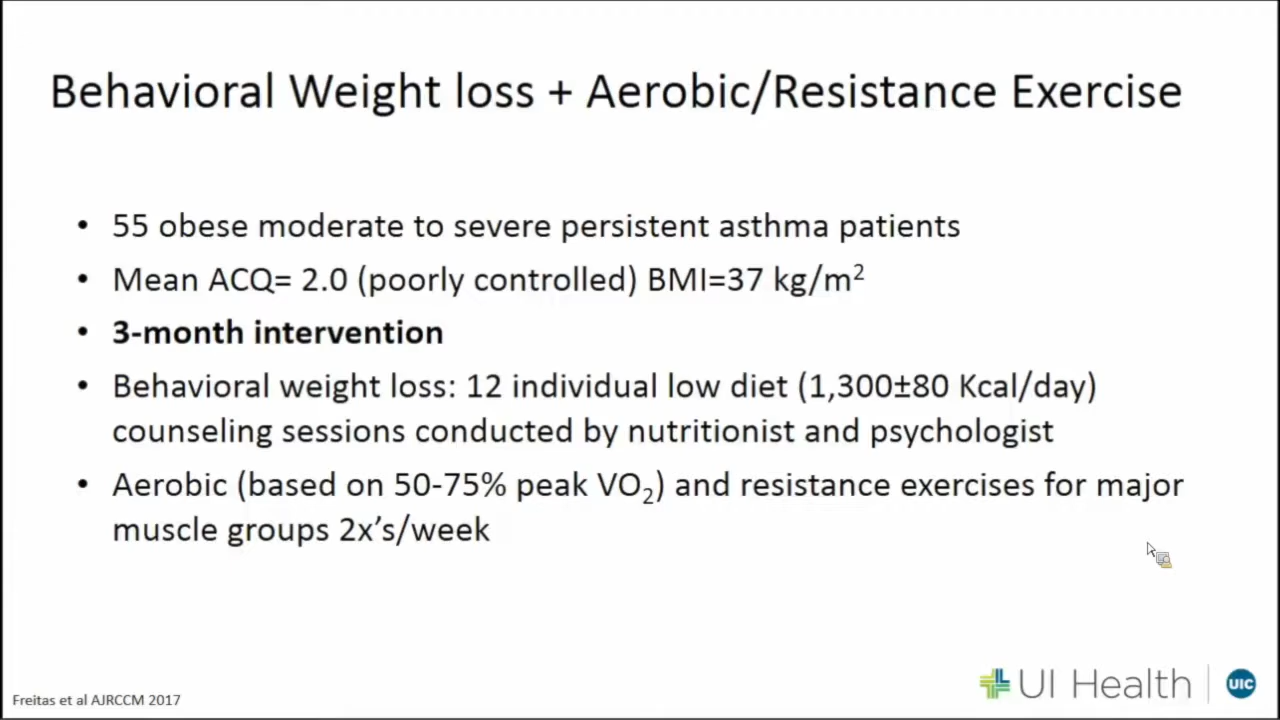 Behavioral Weight loss + Aerobic/Resistance Exercise
• 55 obese moderate to severe persistent asthma patients
• Mean ACQ= 2.0 (poorly controlled) BMI=37 kg/m²
• 3-month intervention
• Behavioral weight loss: 12 individual low diet (1,300±80 Kcal/day)
counseling sessions conducted by nutritionist and psychologist
• Aerobic (based on 50-75% peak VO₂) and resistance exercises for major
muscle groups 2x’s/week
Freitas et al AJRCCM 2017
UI Health
UIC